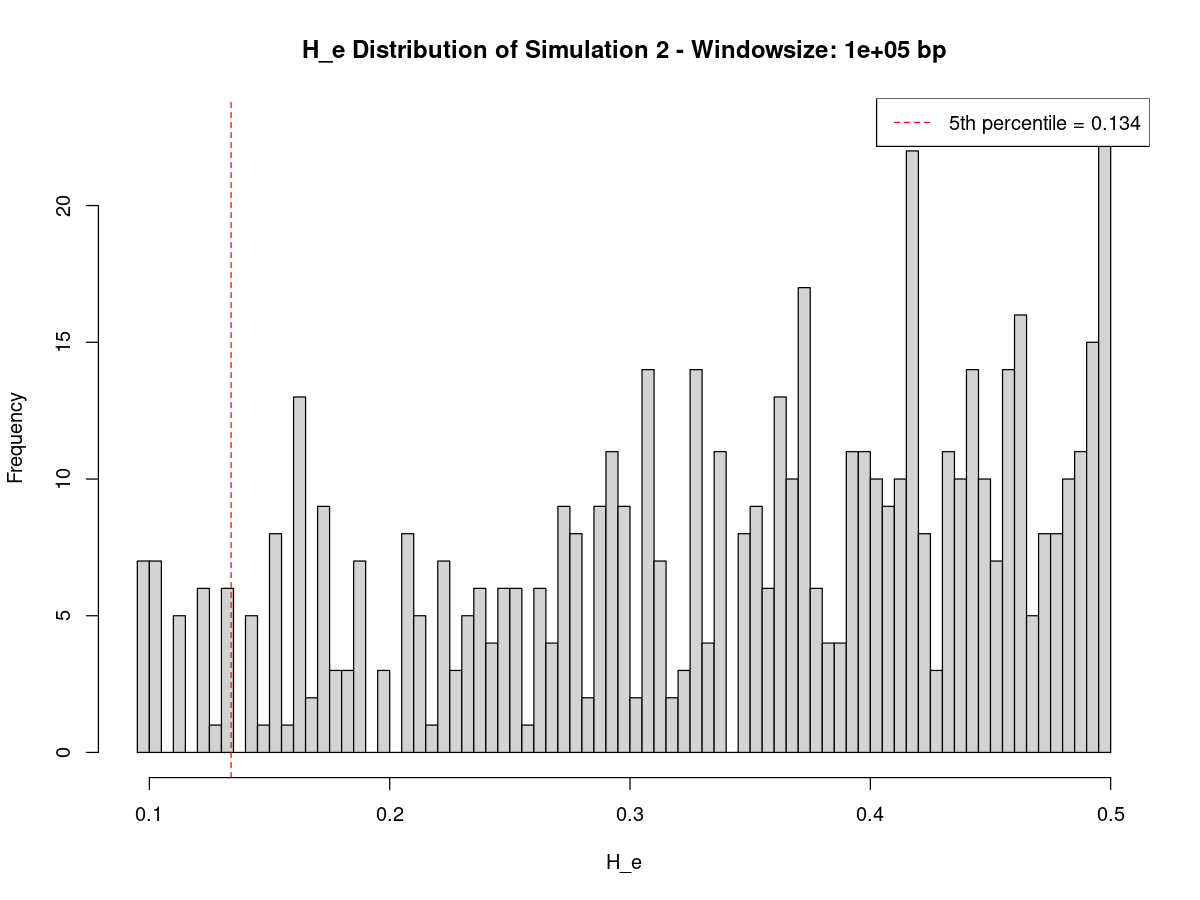 H_e Distribution of Simulation 2 - Windowsize: 1e+05 bp
5th percentile = 0.134
Frequency
20
15
10
5
0
0.1 0.2 0.3 0.4 0.5
H_e